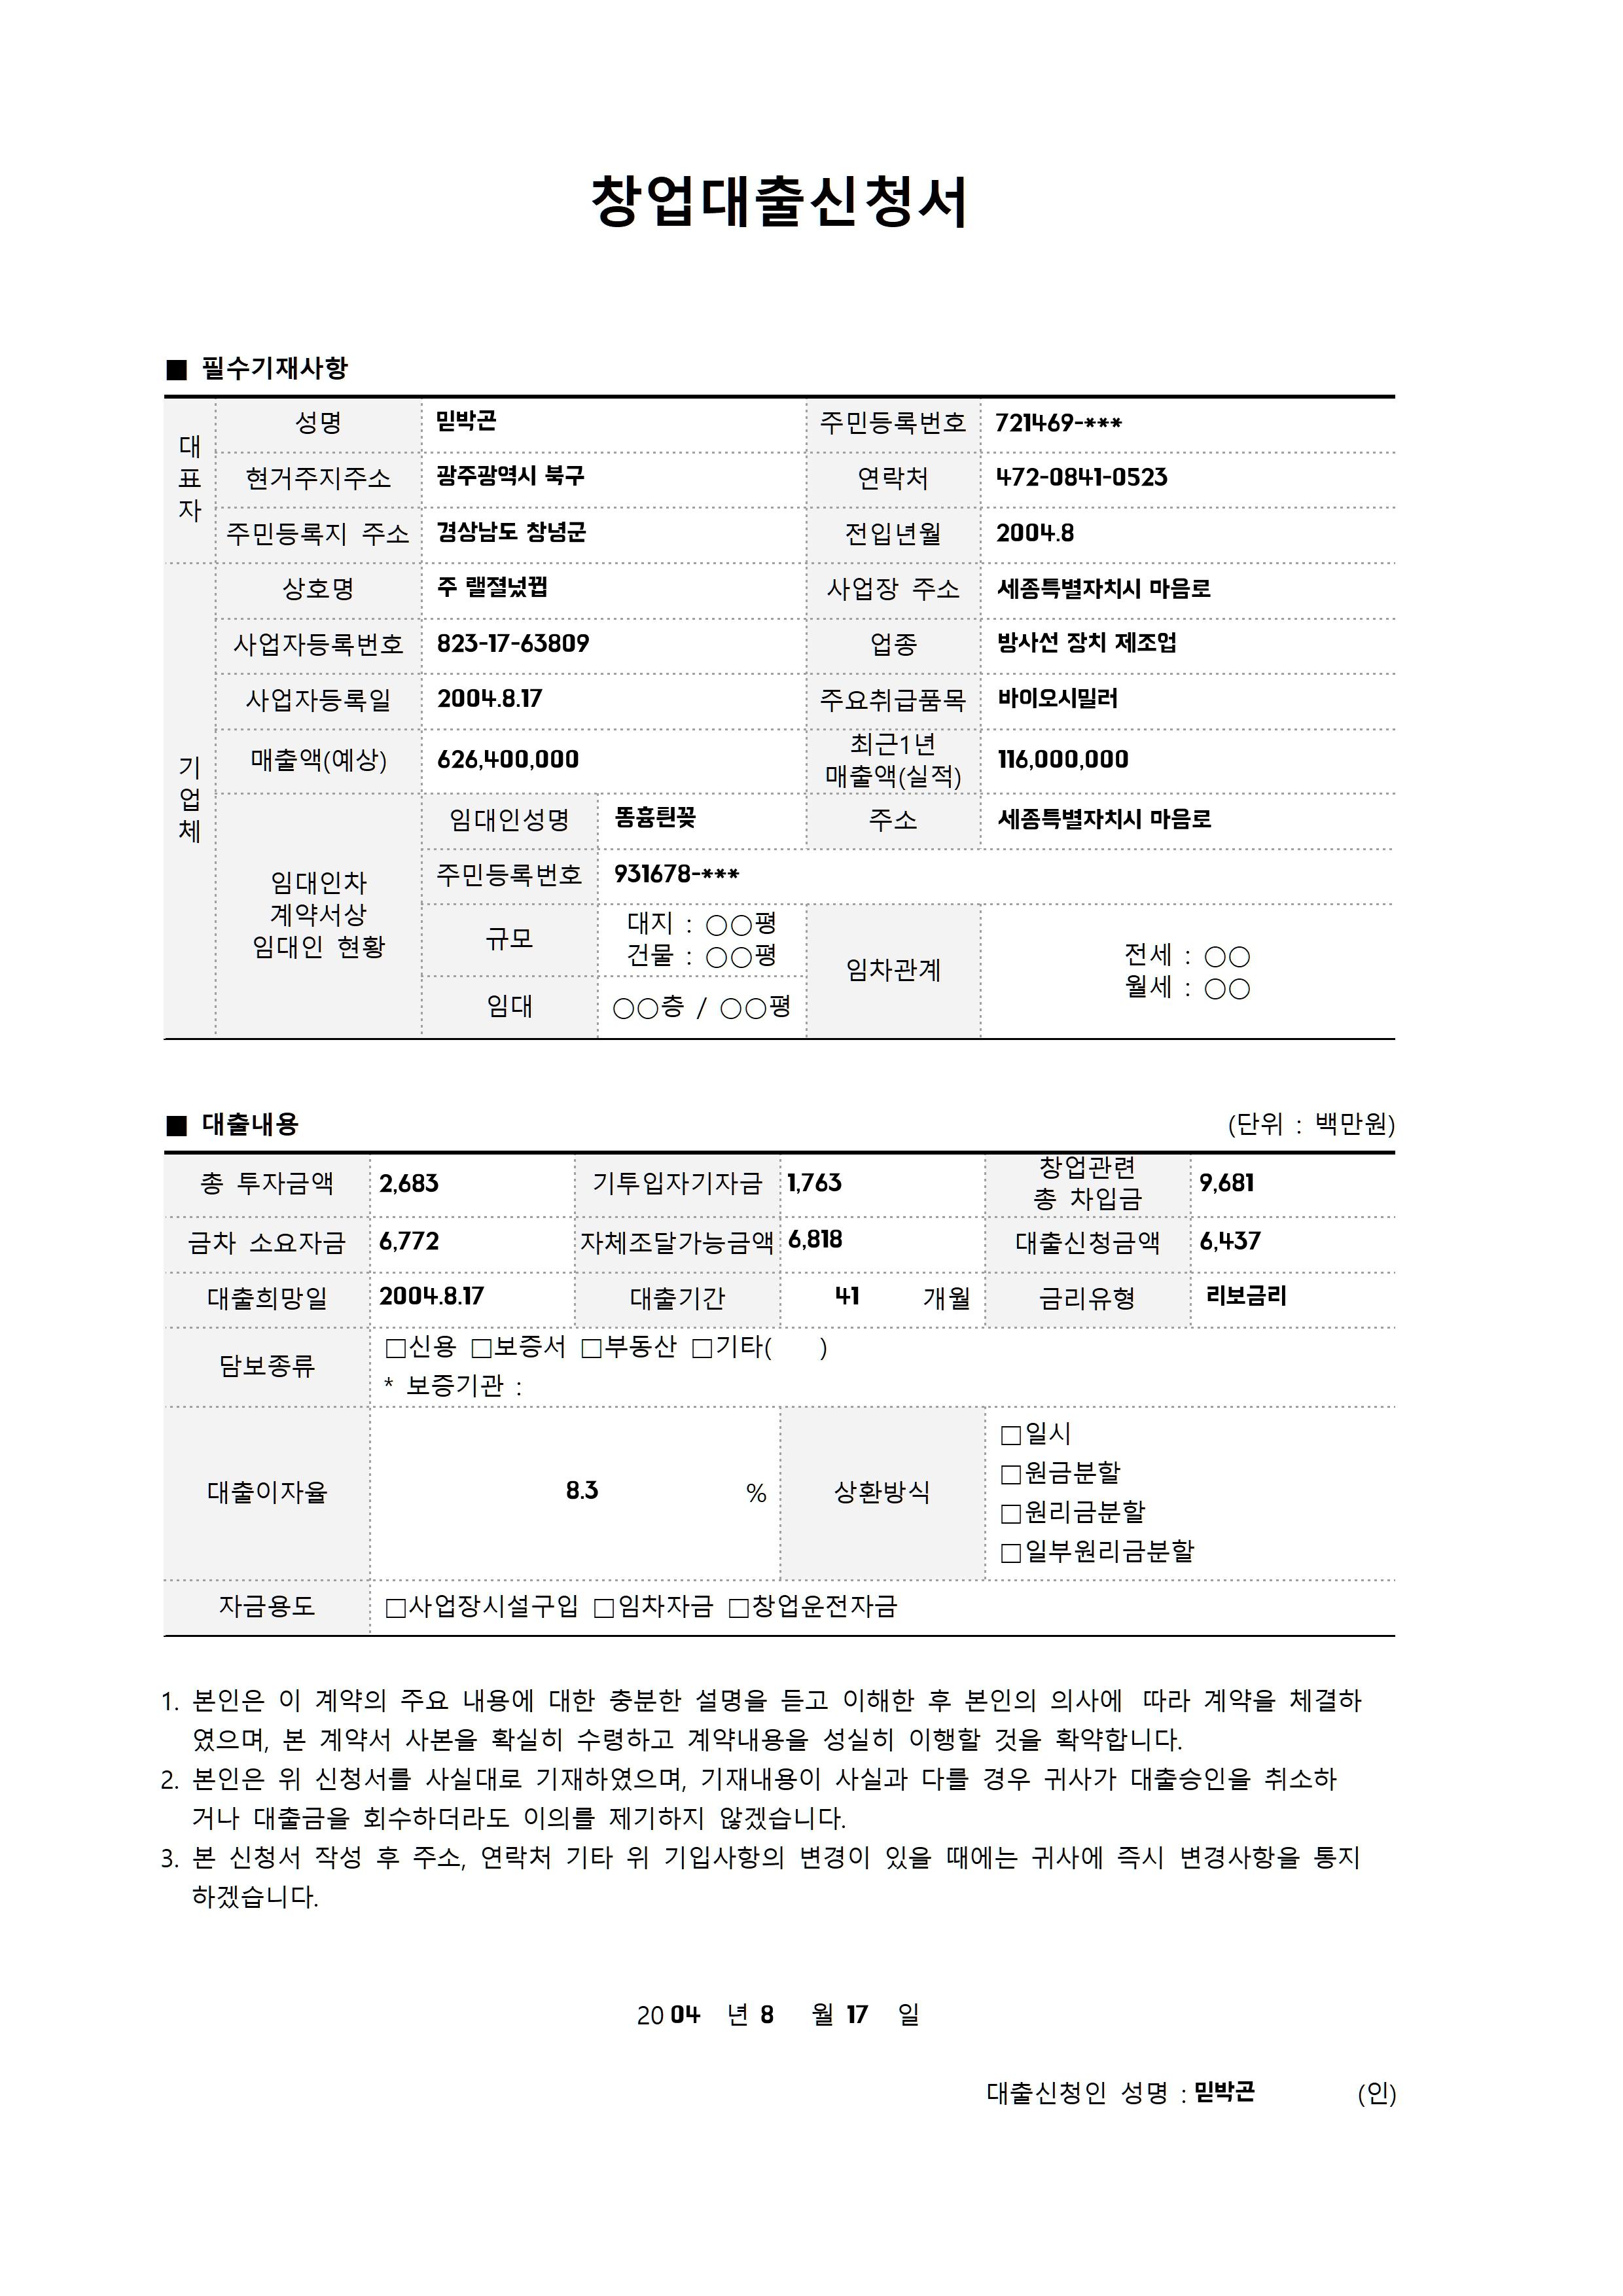 창업대출신청서
■ 필수기재사항
대표자 성명 믿박곤 주민등록번호 721469-***
현거주지주소 광주광역시 북구 연락처 472-0841-0523
주민등록지 주소 경상남도 창녕군 전입년월 2004.8
기업체 상호명 주 사업장 주소 세종특별자치시 마음로
사업자등록번호 823-17-63809 업종 방사선 장치 제조업
사업자등록일 2004.8.17 주요취급품목 바이오시밀러
매출액(예상) 626,400,000 최근1년 매출액(실적) 116,000,000
임대인차 계약서상 임대인 현황 임대인성명 주소 세종특별자치시 마음로
주민등록번호 931678-***
규모 대지 : ○○평
건물 : ○○평
임대 ○○층 / ○○평
임차관계 전세 : ○○
월세 : ○○
■ 대출내용 (단위 : 백만원)
총 투자금액 2,683 기투입자기자금 1,763 창업관련 총 차입금 9,681
금차 소요자금 6,772 자체조달가능금액 6,818 대출신청금액 6,437
대출희망일 2004.8.17 대출기간 41 개월 금리유형 리보금리
담보종류 □신용 □보증서 □부동산 □기타( )
* 보증기관 :
대출이자율 8.3 % 상환방식 □일시
□원금분할
□원리금분할
□일부원리금분할
자금용도 □사업장시설구입 □임차자금 □창업운전자금
1. 본인은 이 계약의 주요 내용에 대한 충분한 설명을 듣고 이해한 후 본인의 의사에 따라 계약을 체결하
였으며, 본 계약서 사본을 확실히 수령하고 계약내용을 성실히 이행할 것을 확약합니다.
2. 본인은 위 신청서를 사실대로 기재하였으며, 기재내용이 사실과 다를 경우 귀사가 대출승인을 취소하
거나 대출금을 회수하더라도 이의를 제기하지 않겠습니다.
3. 본 신청서 작성 후 주소, 연락처 기타 위 기입사항의 변경이 있을 때에는 귀사에 즉시 변경사항을 통지
하겠습니다.
20 04 년 8 월 17 일
대출신청인 성명 : 믿박곤 (인)